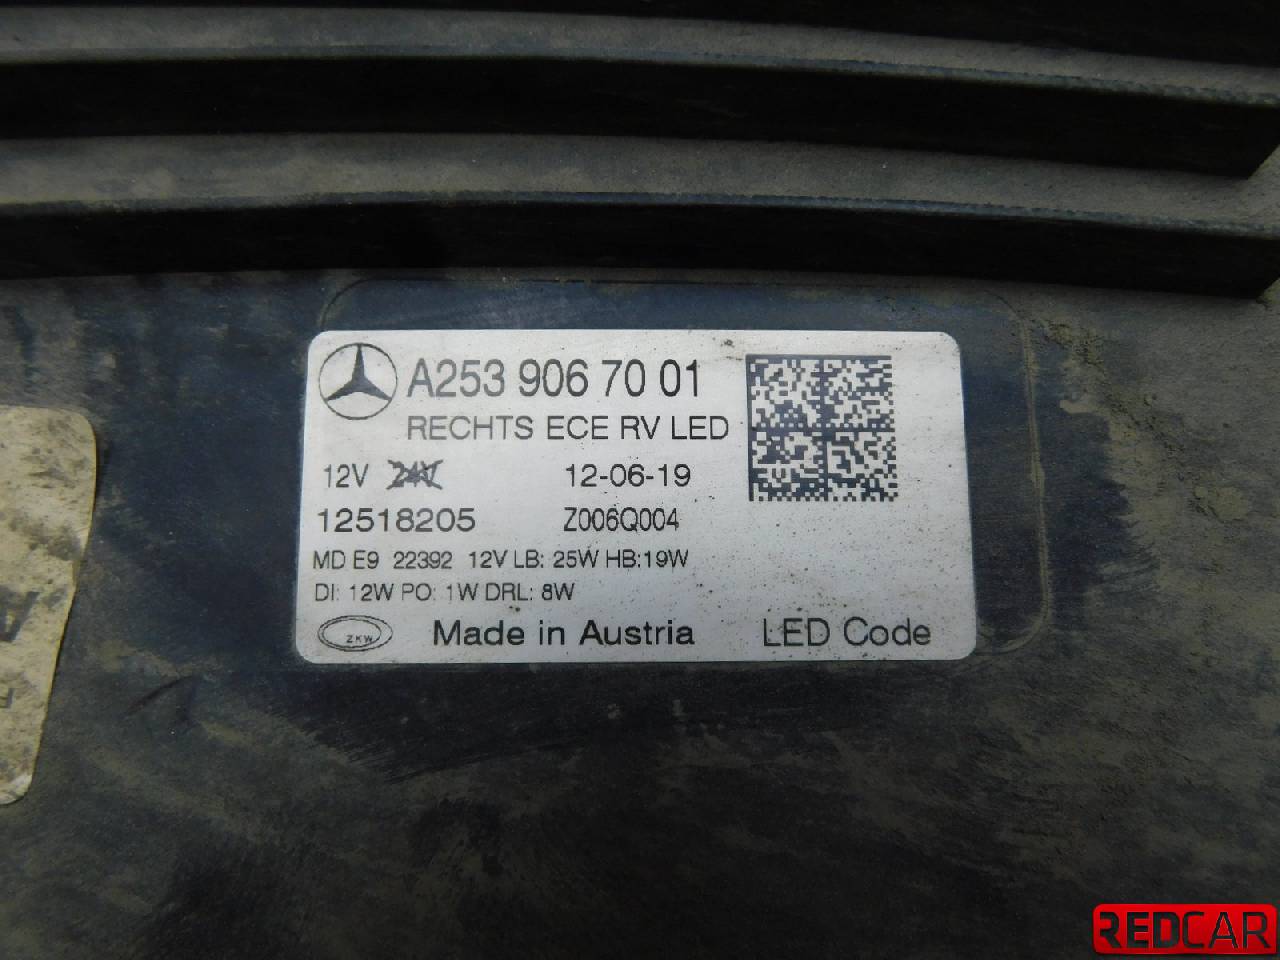 A253 906 70 01
RECHTS ECE RV LED
12V 24V 12-06-19
12518205 Z006Q004
MD E9 22392 12V LB: 25W HB:19W
DI: 12W PO: 1W DRL: 8W
ZKW Made in Austria LED Code
REDCAR